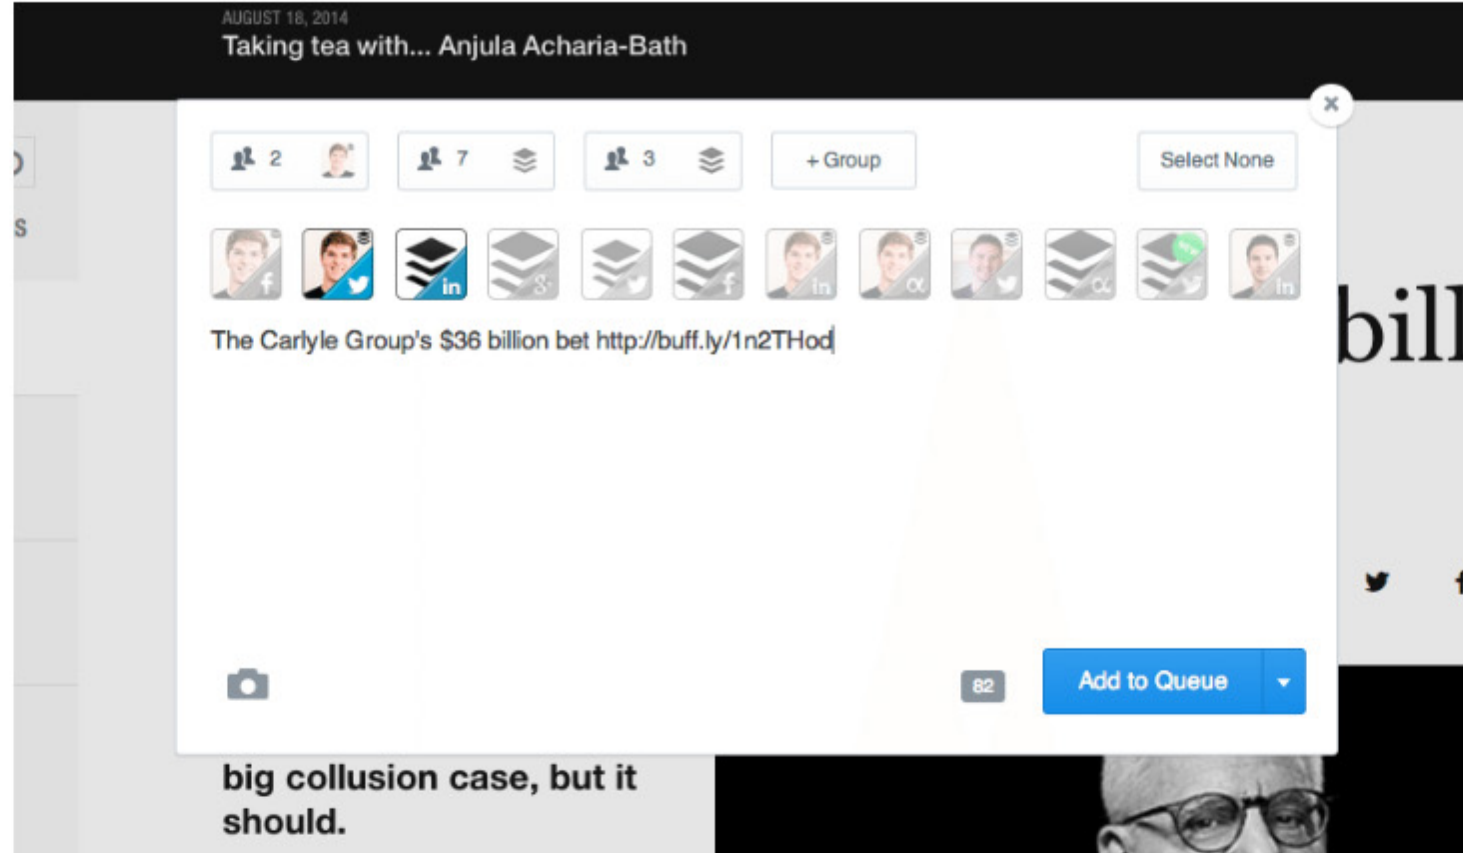 AUGUST 18, 2014
Taking tea with... Anjula Acharia-Bath
2
7
3
+ Group
Select None
S
The Carlyle Group's $36 billion bet http://buff.ly/1n2THod
bill
82
Add to Queue
big collusion case, but it
should.